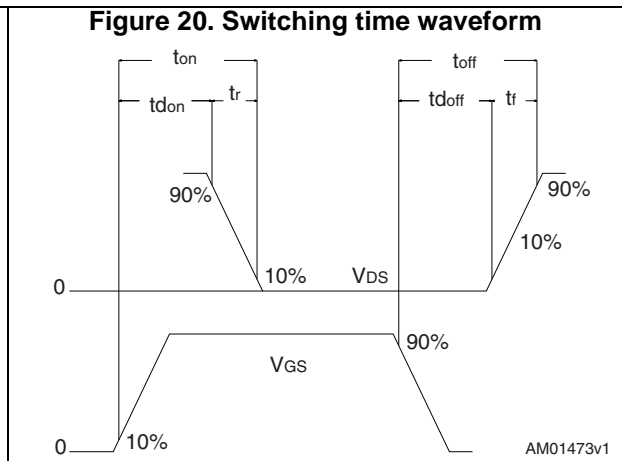 Figure 20. Switching time waveform
ton toff
tdon tr tdoff tf
90% 90%
10% 10%
0 VDS
90%
VGS
0 10%
AM01473v1